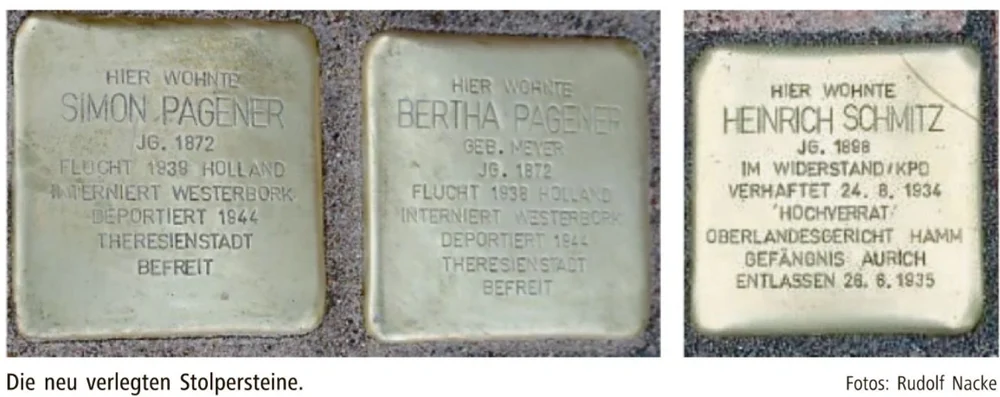 HIER WOHNTE
SIMON PAGENER
JG. 1872
FLUCHT 1938 HOLLAND
INTERNIERT WESTERBORK
DEPORTIERT 1944
THERESIENSTADT
BEFREIT
HIER WOHNTE
BERTHA PAGENER
GEB. MEYER
JG. 1872
FLUCHT 1938 HOLLAND
INTERNIERT WESTERBORK
DEPORTIERT 1944
THERESIENSTADT
BEFREIT
HIER WOHNTE
HEINRICH SCHMITZ
JG. 1898
IM WIDERSTAND/KPD
VERHAFTET 24. 8. 1934
'HOCHVERRAT'
OBERLANDESGERICHT HAMM
GEFÄNGNIS AURICH
ENTLASSEN 26. 6. 1935
Die neu verlegten Stolpersteine.
Fotos: Rudolf Nacke